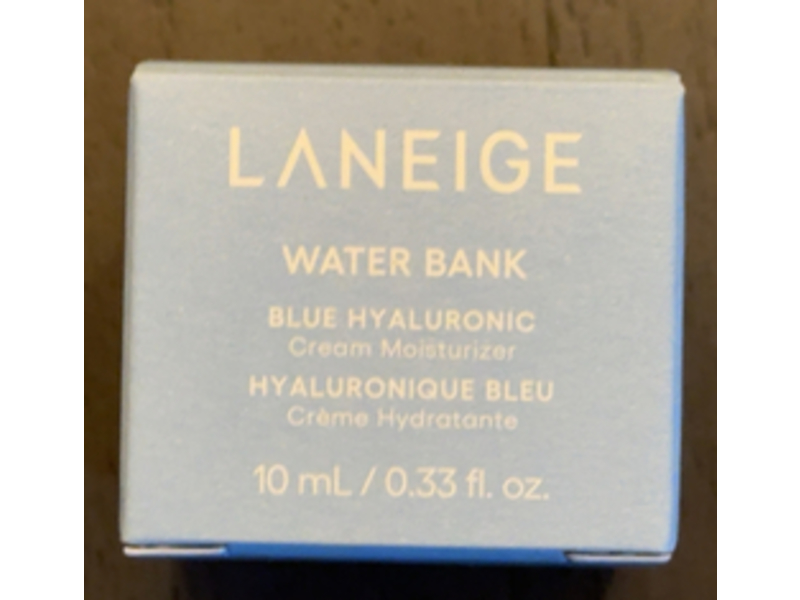 LANEIGE
WATER BANK
BLUE HYALURONIC
Cream Moisturizer
HYALURONIQUE BLEU
Crème Hydratante
10 mL / 0.33 fl. oz.